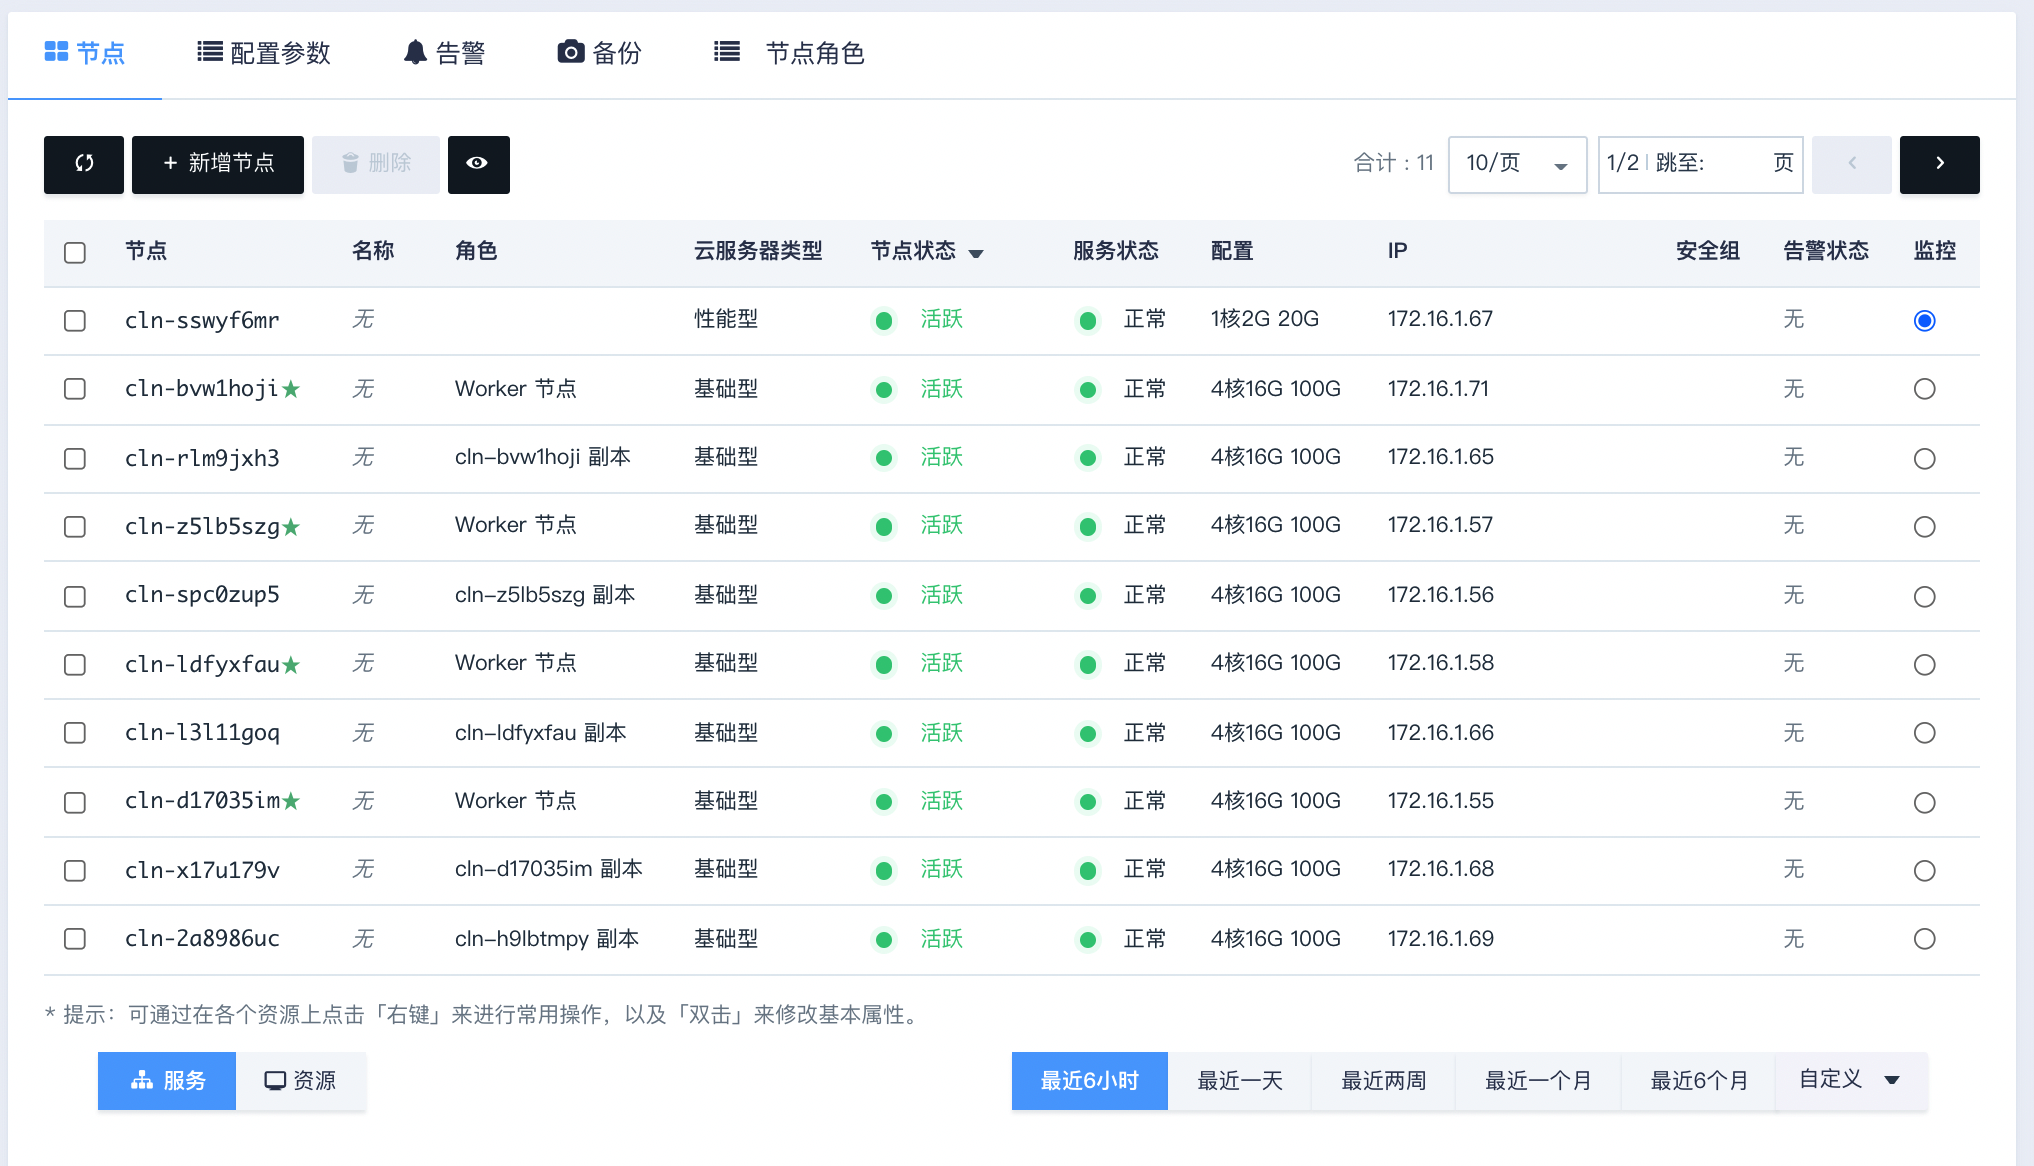 节点 配置参数 告警 备份 节点角色
+ 新增节点 删除 合计 : 11 10/页 1/2 跳至: 页
节点 名称 角色 云服务器类型 节点状态 服务状态 配置 IP 安全组 告警状态 监控
cln-sswyf6mr 无 性能型 活跃 正常 1核2G 20G 172.16.1.67 无
cln-bvw1hoji★ 无 Worker 节点 基础型 活跃 正常 4核16G 100G 172.16.1.71 无
cln-rlm9jxh3 无 cln-bvw1hoji 副本 基础型 活跃 正常 4核16G 100G 172.16.1.65 无
cln-z5lb5szg★ 无 Worker 节点 基础型 活跃 正常 4核16G 100G 172.16.1.57 无
cln-spc0zup5 无 cln-z5lb5szg 副本 基础型 活跃 正常 4核16G 100G 172.16.1.56 无
cln-ldfyxfau★ 无 Worker 节点 基础型 活跃 正常 4核16G 100G 172.16.1.58 无
cln-l3l11goq 无 cln-ldfyxfau 副本 基础型 活跃 正常 4核16G 100G 172.16.1.66 无
cln-d17035im★ 无 Worker 节点 基础型 活跃 正常 4核16G 100G 172.16.1.55 无
cln-x17u179v 无 cln-d17035im 副本 基础型 活跃 正常 4核16G 100G 172.16.1.68 无
cln-2a8986uc 无 cln-h9lbtmpy 副本 基础型 活跃 正常 4核16G 100G 172.16.1.69 无
* 提示：可通过在各个资源上点击「右键」来进行常用操作，以及「双击」来修改基本属性。
服务 资源 最近6小时 最近一天 最近两周 最近一个月 最近6个月 自定义